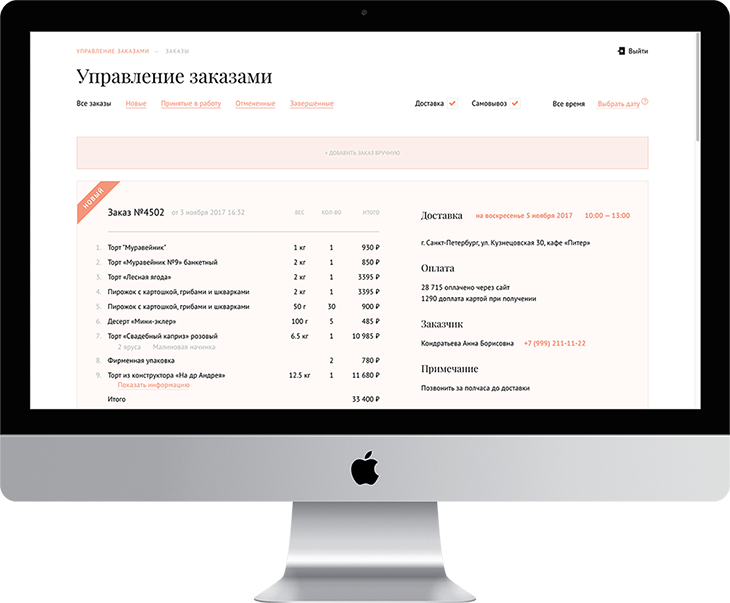 УПРАВЛЕНИЕ ЗАКАЗАМИ — ЗАКАЗЫ
Выйти
Управление заказами
Все заказы Новые Принятые в работу Отмененные Завершенные
Доставка Самовывоз Все время Выбрать дату ?
+ ДОБАВИТЬ ЗАКАЗ ВРУЧНУЮ
НОВЫЙ
Заказ №4502 от 3 ноября 2017 16:32 ВЕС КОЛ-ВО ИТОГО
1. Торт "Муравейник" 1 кг 1 930 ₽
2. Торт «Муравейник №9» банкетный 2 кг 1 850 ₽
3. Торт «Лесная ягода» 2 кг 1 3395 ₽
4. Пирожок с картошкой, грибами и шкварками 2 кг 1 3395 ₽
5. Пирожок с картошкой, грибами и шкварками 50 г 30 900 ₽
6. Десерт «Мини-эклер» 100 г 5 485 ₽
7. Торт «Свадебный каприз» розовый 6.5 кг 1 10 985 ₽
2 яруса Малиновая начинка
8. Фирменная упаковка 2 780 ₽
9. Торт из конструктора «На др Андрея» 12.5 кг 1 11 680 ₽
Показать информацию
Итого 33 400 ₽
Доставка на воскресенье 5 ноября 2017 10:00 — 13:00
г. Санкт-Петербург, ул. Кузнецовская 30, кафе «Питер»
Оплата
28 715 оплачено через сайт
1290 доплата картой при получении
Заказчик
Кондратьева Анна Борисовна +7 (999) 211-11-22
Примечание
Позвонить за полчаса до доставки